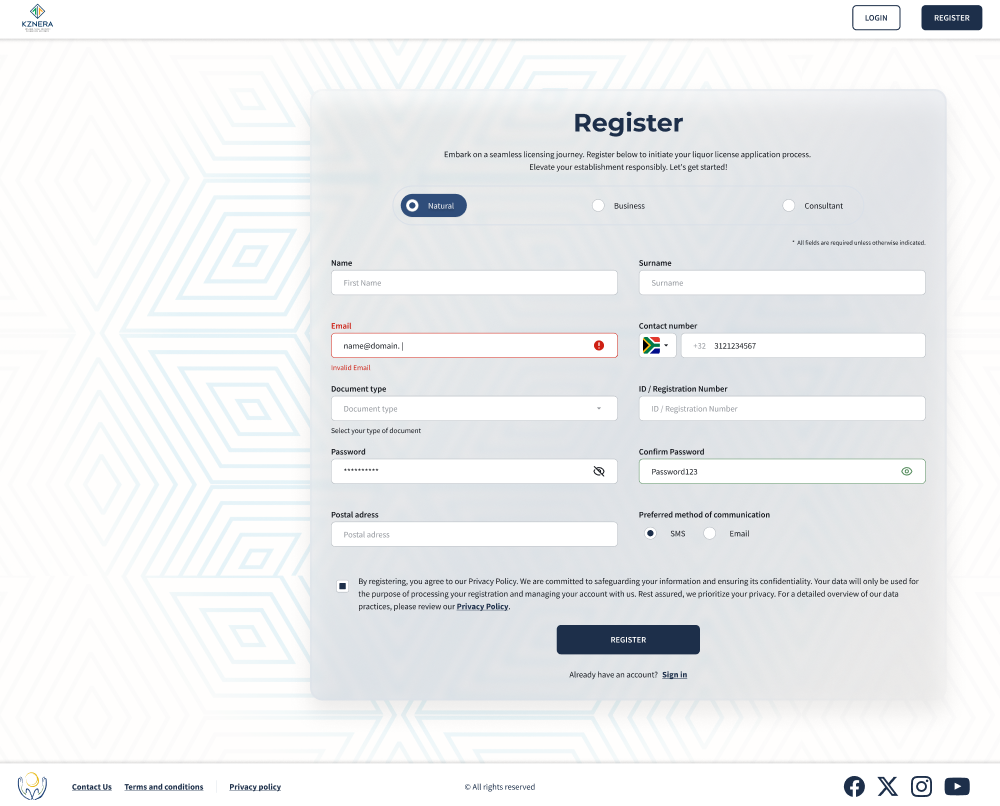 KZNERA
LOGIN
REGISTER
Register
Embark on a seamless licensing journey. Register below to initiate your liquor license application process.
Elevate your establishment responsibly. Let's get started!
Natural
Business
Consultant
* All fields are required unless otherwise indicated.
Name
Surname
First Name
Surname
Email
Contact number
name@domain. |
+32 3121234567
Invalid Email
Document type
ID / Registration Number
Document type
ID / Registration Number
Select your type of document
Password
Confirm Password
**********
Password123
Postal adress
Preferred method of communication
Postal adress
SMS
Email
By registering, you agree to our Privacy Policy. We are committed to safeguarding your information and ensuring its confidentiality. Your data will only be used for
the purpose of processing your registration and managing your account with us. Rest assured, we prioritize your privacy. For a detailed overview of our data
practices, please review our Privacy Policy.
REGISTER
Already have an account? Sign in
Contact Us
Terms and conditions
Privacy policy
© All rights reserved